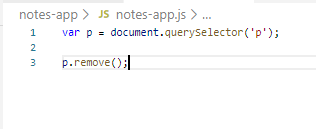 notes-app > JS notes-app.js > ...
1 var p = document.querySelector('p');
2
3 p.remove();